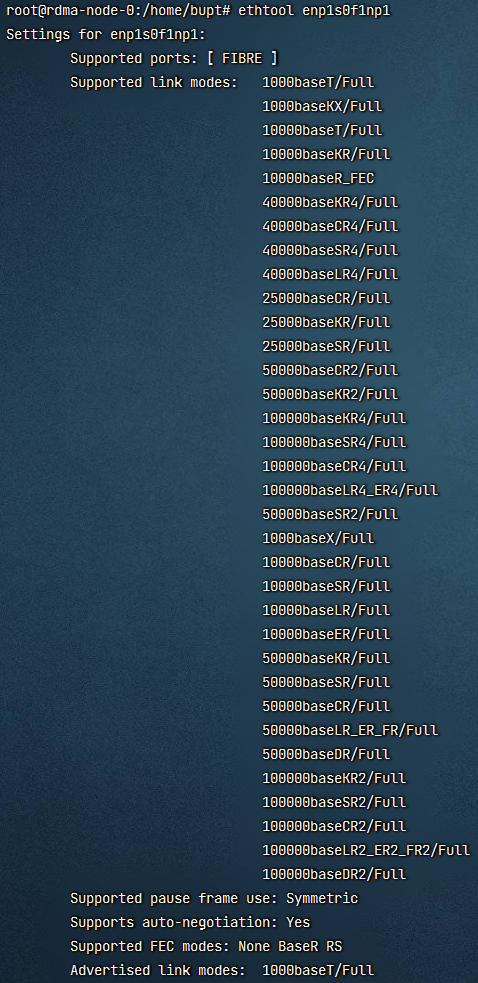 root@rdma-node-0:/home/bupt# ethtool enp1s0f1np1
Settings for enp1s0f1np1:
Supported ports: [ FIBRE ]
Supported link modes: 1000baseT/Full
1000baseKX/Full
10000baseT/Full
10000baseKR/Full
10000baseR_FEC
40000baseKR4/Full
40000baseCR4/Full
40000baseSR4/Full
40000baseLR4/Full
25000baseCR/Full
25000baseKR/Full
25000baseSR/Full
50000baseCR2/Full
50000baseKR2/Full
100000baseKR4/Full
100000baseSR4/Full
100000baseCR4/Full
100000baseLR4_ER4/Full
50000baseSR2/Full
1000baseX/Full
10000baseCR/Full
10000baseSR/Full
10000baseLR/Full
10000baseER/Full
50000baseKR/Full
50000baseSR/Full
50000baseCR/Full
50000baseLR_ER_FR/Full
50000baseDR/Full
100000baseKR2/Full
100000baseSR2/Full
100000baseCR2/Full
100000baseLR2_ER2_FR2/Full
100000baseDR2/Full
Supported pause frame use: Symmetric
Supports auto-negotiation: Yes
Supported FEC modes: None BaseR RS
Advertised link modes: 1000baseT/Full